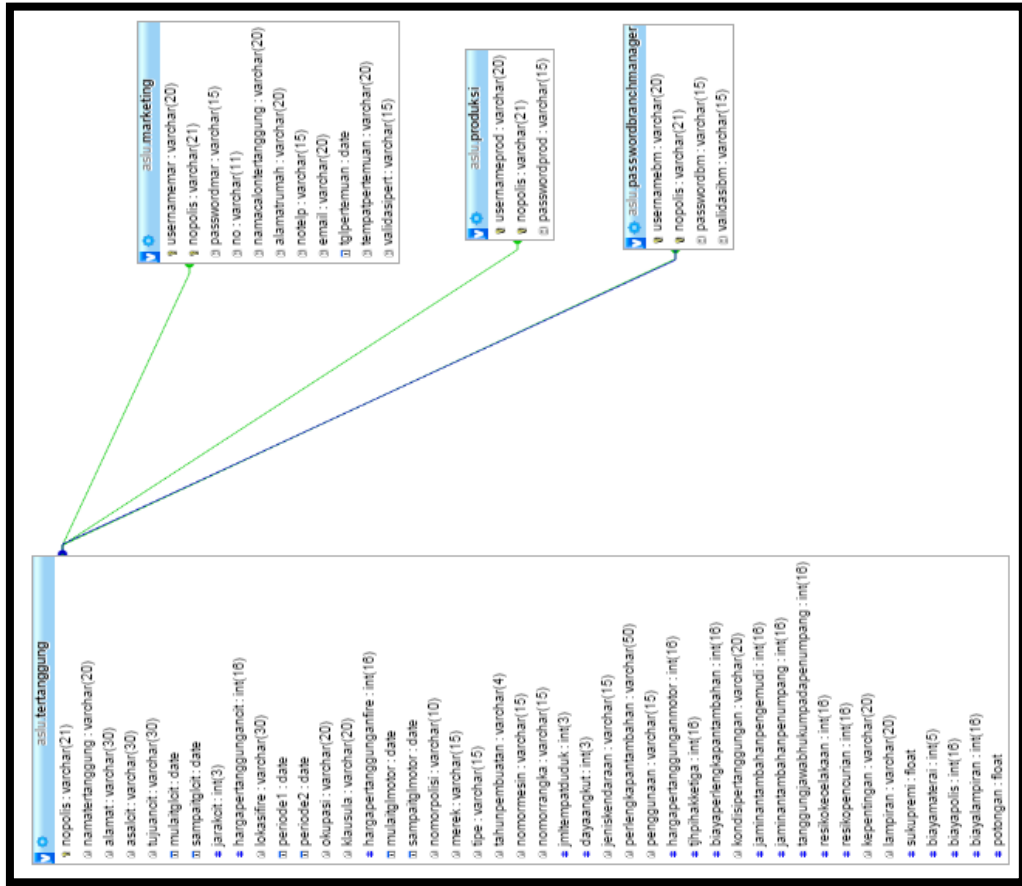 aslu.tertanggung
nopolis : varchar(21)
namatertanggung : varchar(20)
alamat : varchar(30)
asalcit : varchar(30)
tujuancit : varchar(30)
mulaitglcit : date
sampaitglcit : date
jarakcit : int(3)
hargapertanggungancit : int(16)
lokasifire : varchar(30)
periode1 : date
periode2 : date
okupasi : varchar(20)
klausula : varchar(20)
hargapertanggunganfire : int(16)
mulaitglmotor : date
sampaitglmotor : date
nomorpolisi : varchar(10)
merek : varchar(15)
tipe : varchar(15)
tahunpembuatan : varchar(4)
nomormesin : varchar(15)
nomorrangka : varchar(15)
jmltempatduduk : int(3)
dayaangkut : int(3)
jeniskendaraan : varchar(15)
perlengkapantambahan : varchar(50)
penggunaan : varchar(15)
hargapertanggunganmotor : int(16)
tjhpihakketiga : int(16)
biayaperlengkapantambahan : int(16)
kondisipertanggungan : varchar(20)
jaminantambahanpengemudi : int(16)
jaminantambahanpenumpang : int(16)
tanggungjawabhukumpadapenumpang : int(16)
resikokecelakaan : int(16)
resikopencurian : int(16)
kepentingan : varchar(20)
lampiran : varchar(20)
sukupremi : float
biayamaterai : int(5)
biayapolis : int(16)
biayalampiran : int(16)
potongan : float
aslu.marketing
usernamemar : varchar(20)
nopolis : varchar(21)
passwordmar : varchar(15)
no : varchar(11)
namacalontertanggung : varchar(20)
alamatrumah : varchar(20)
notelp : varchar(15)
email : varchar(20)
tglpertemuan : date
tempatpertemuan : varchar(20)
validasipert : varchar(15)
aslu.produksi
usernameprod : varchar(20)
nopolis : varchar(21)
passwordprod : varchar(15)
aslu.passwordbranchmanager
usernamebm : varchar(20)
nopolis : varchar(21)
passwordbm : varchar(15)
validasibm : varchar(15)